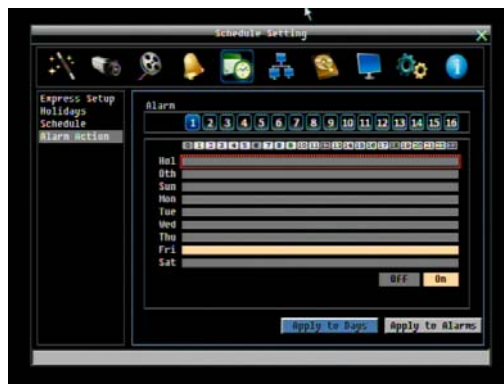 Schedule Setting
Express Setup
Holidays
Schedule
Alarm Action
Alarm
1 2 3 4 5 6 7 8 9 10 11 12 13 14 15 16
Hol
Oth
Sun
Mon
Tue
Wed
Thu
Fri
Sat
Off On
Apply to Days Apply to Alarms